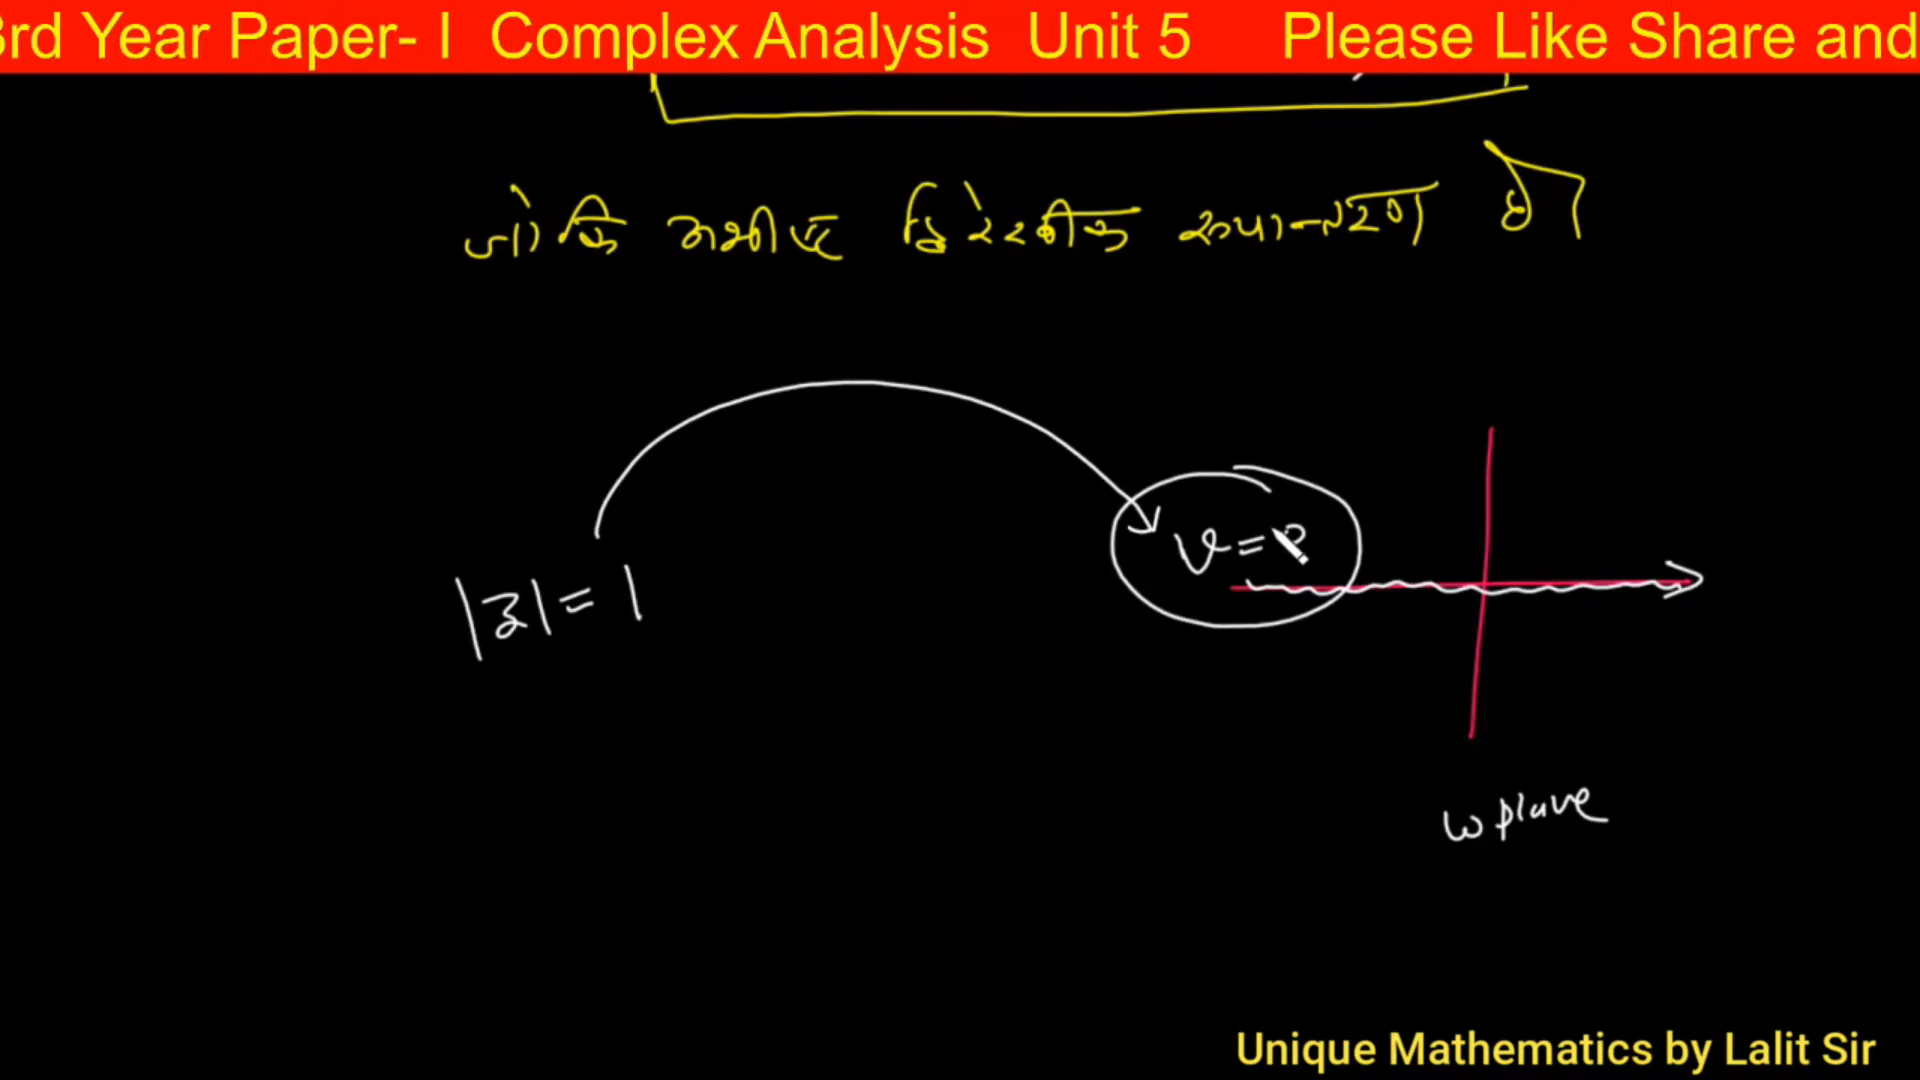 3rd Year Paper- I Complex Analysis Unit 5 Please Like Share and
जो कि अभीष्ट द्विरेखीक रूपान्तरण है।
|z| = 1
v =
w plane
Unique Mathematics by Lalit Sir